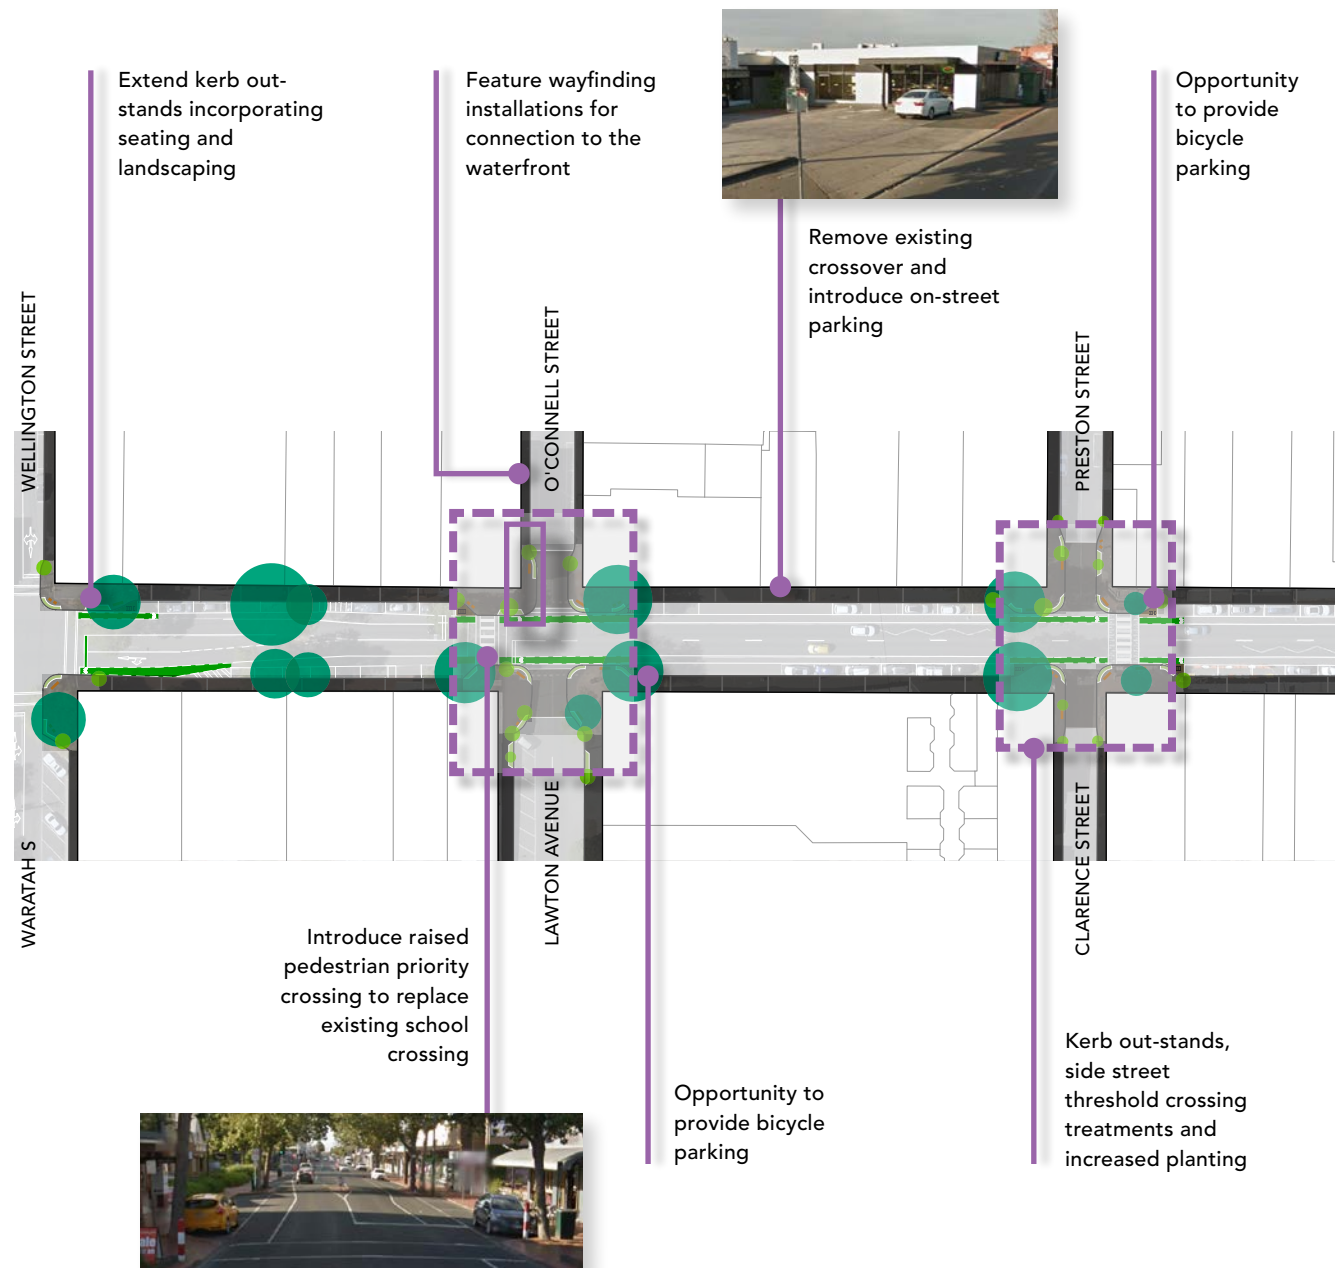 Extend kerb out-
stands incorporating
seating and
landscaping
Feature wayfinding
installations for
connection to the
waterfront
Remove existing
crossover and
introduce on-street
parking
Opportunity
to provide
bicycle
parking
WELLINGTON STREET
O'CONNELL STREET
PRESTON STREET
WARATAH S
LAWTON AVENUE
CLARENCE STREET
Introduce raised
pedestrian priority
crossing to replace
existing school
crossing
Opportunity to
provide bicycle
parking
Kerb out-stands,
side street
threshold crossing
treatments and
increased planting